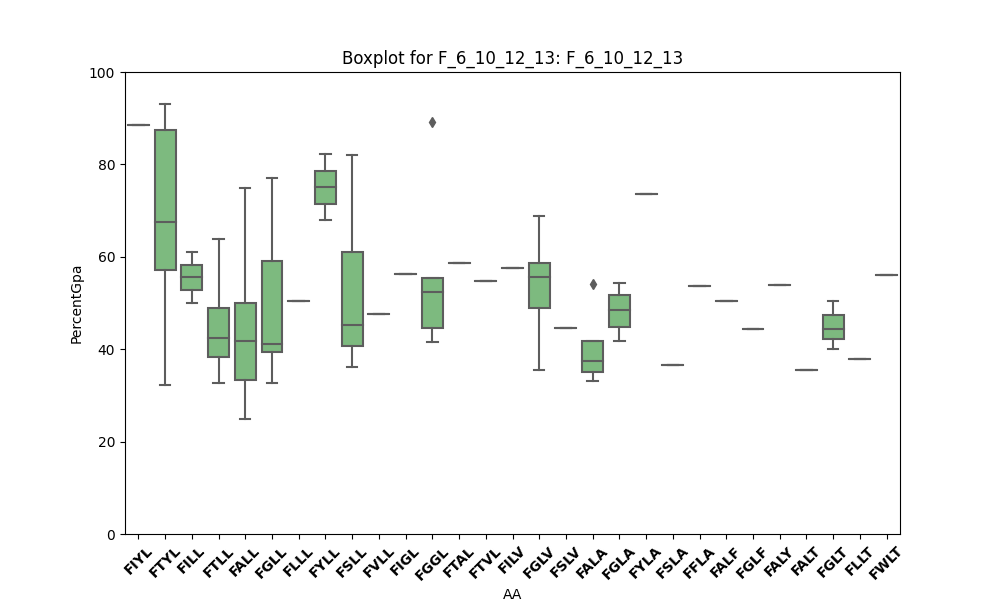 Boxplot for F_6_10_12_13: F_6_10_12_13
100
80
60
40
20
0
PercentGpa
FIYL FTYL FILL FTLL FALL FGLL FLLL FYLL FSLL FVLL FIGL FGGL FTAL FTVL FILV FGLV FSLV FALA FGLA FYLA FSLA FFLA FALF FGLF FALY FALT FGLT FLLT FWLT
AA